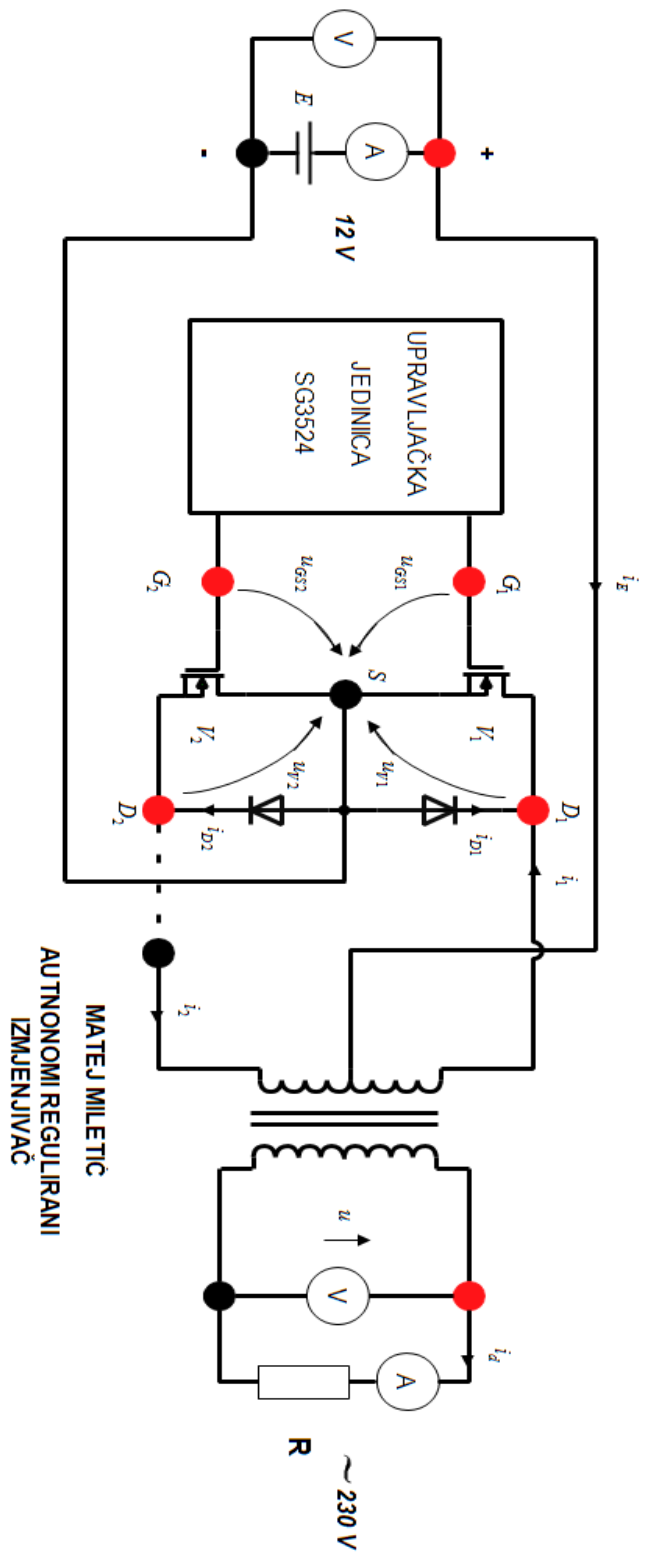 V
E
A
-
+
12 V
UPRAVLJAČKA
JEDINIICA
SG3524
i_E
G_1
G_2
u_GS1
u_GS2
S
V_1
V_2
u_V1
u_V2
D_1
D_2
i_D1
i_D2
i_1
i_2
u
V
i_d
A
R
~ 230 V
MATEJ MILETIĆ
AUTNONOMI REGULIRANI
IZMJENJIVAČ